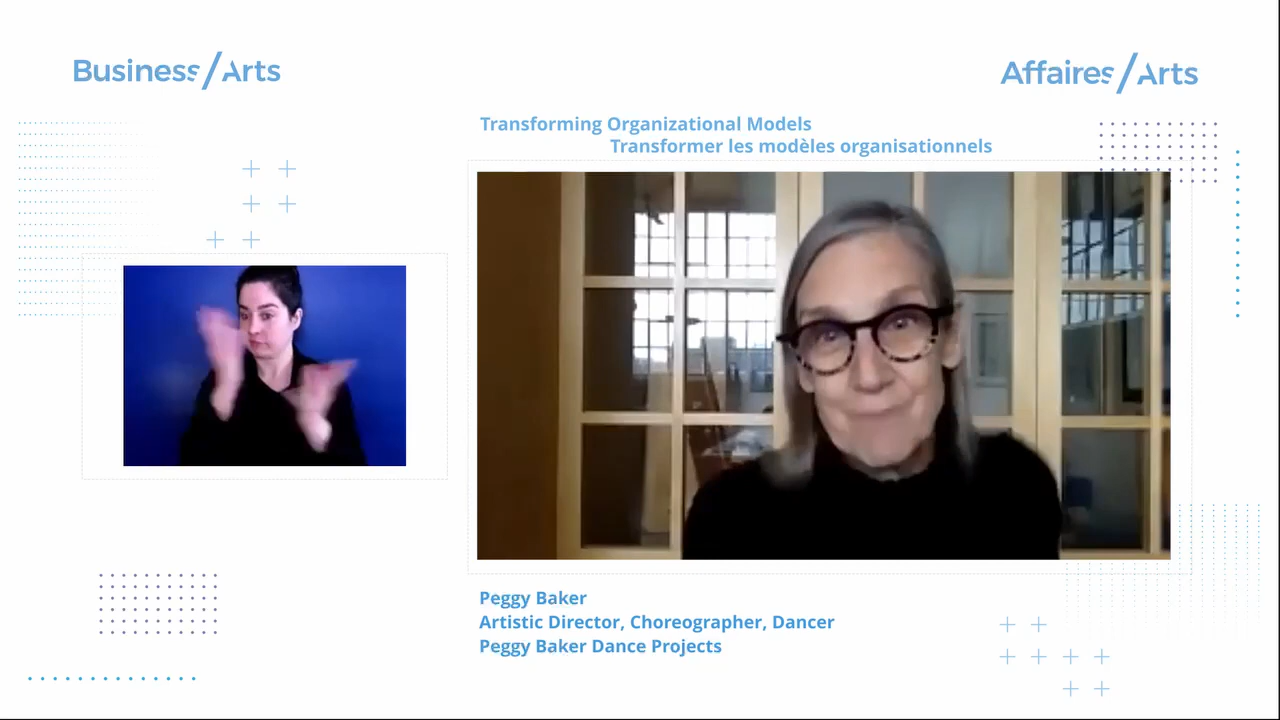 Business/Arts
Affaires/Arts
Transforming Organizational Models
Transformer les modèles organisationnels
Peggy Baker
Artistic Director, Choreographer, Dancer
Peggy Baker Dance Projects